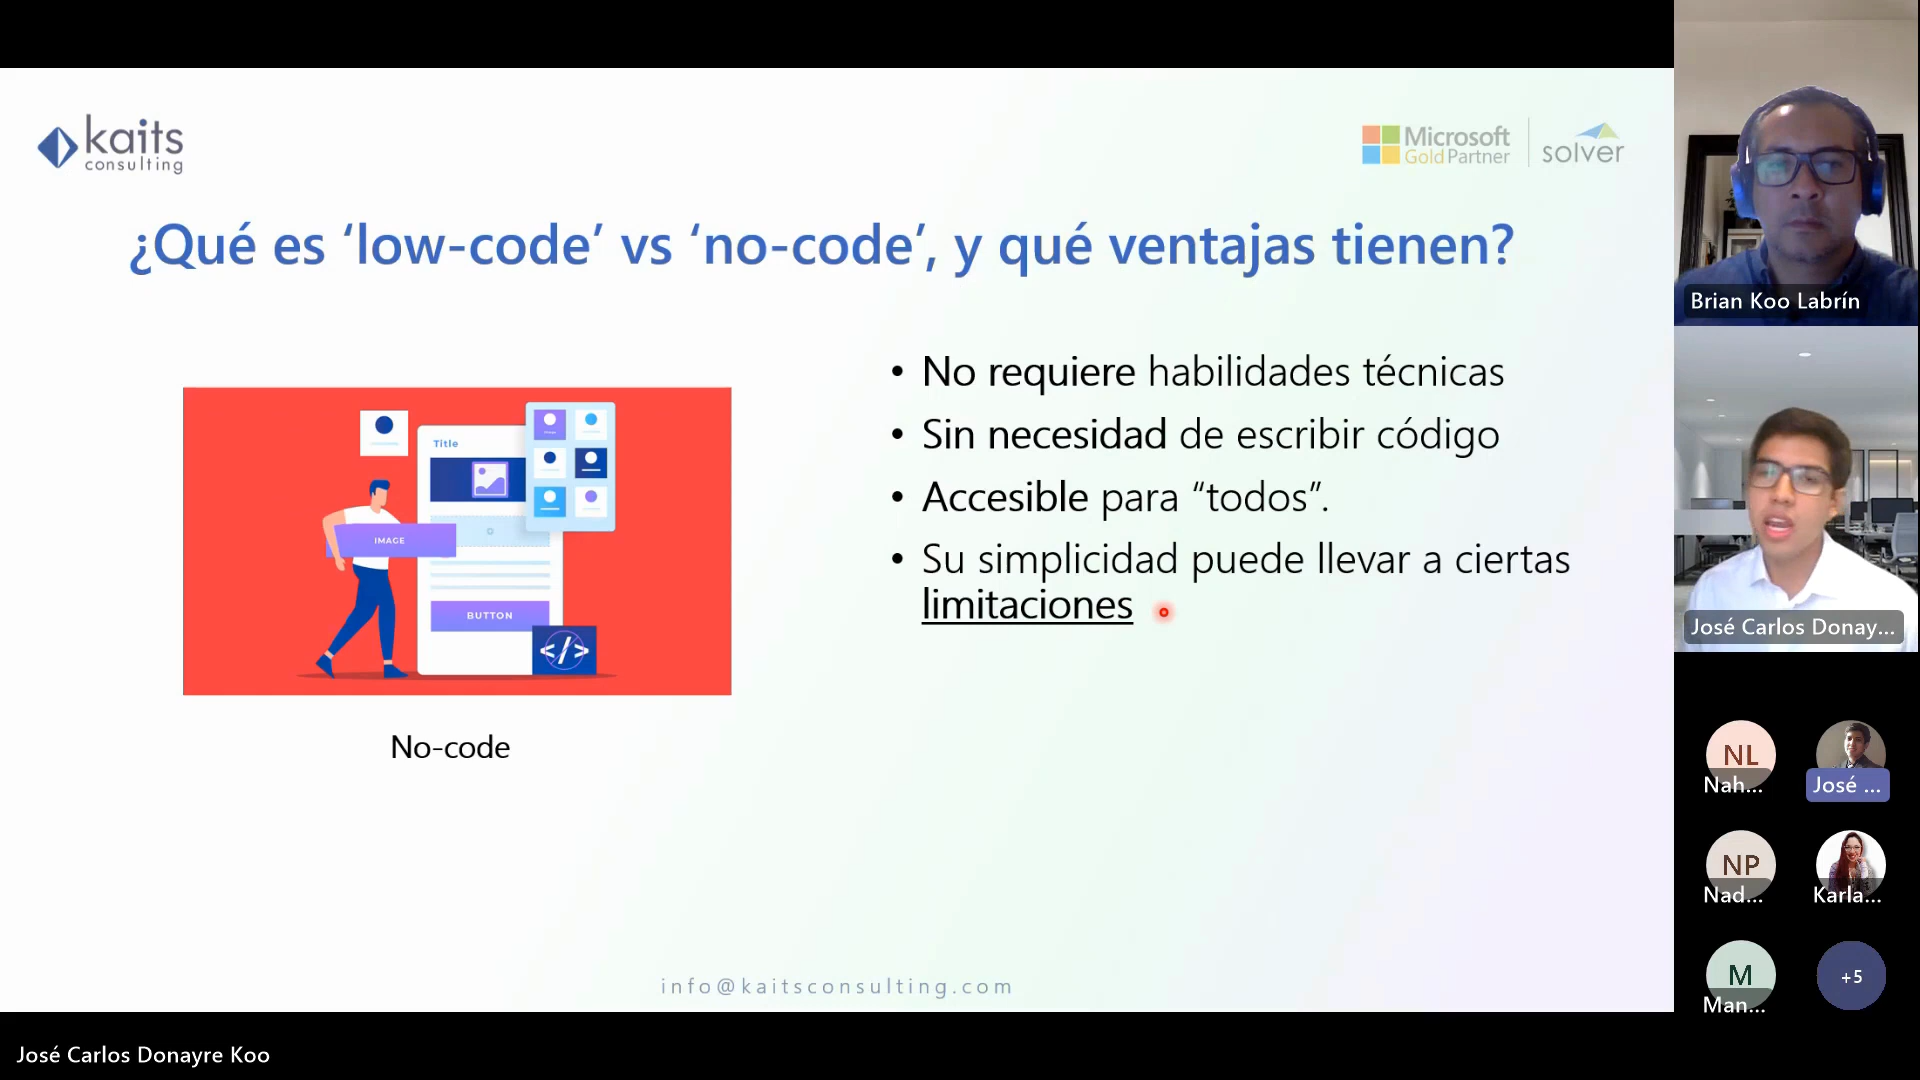 kaits
consulting
Microsoft
Gold Partner
solver
¿Qué es ‘low-code’ vs ‘no-code’, y qué ventajas tienen?
Title
IMAGE
BUTTON
</>
No-code
• No requiere habilidades técnicas
• Sin necesidad de escribir código
• Accesible para “todos”.
• Su simplicidad puede llevar a ciertas
limitaciones
info@kaitsconsulting.com
Brian Koo Labrín
José Carlos Donay...
NL
Nah...
José ...
NP
Nad...
Karla...
M
Man...
+5
José Carlos Donayre Koo